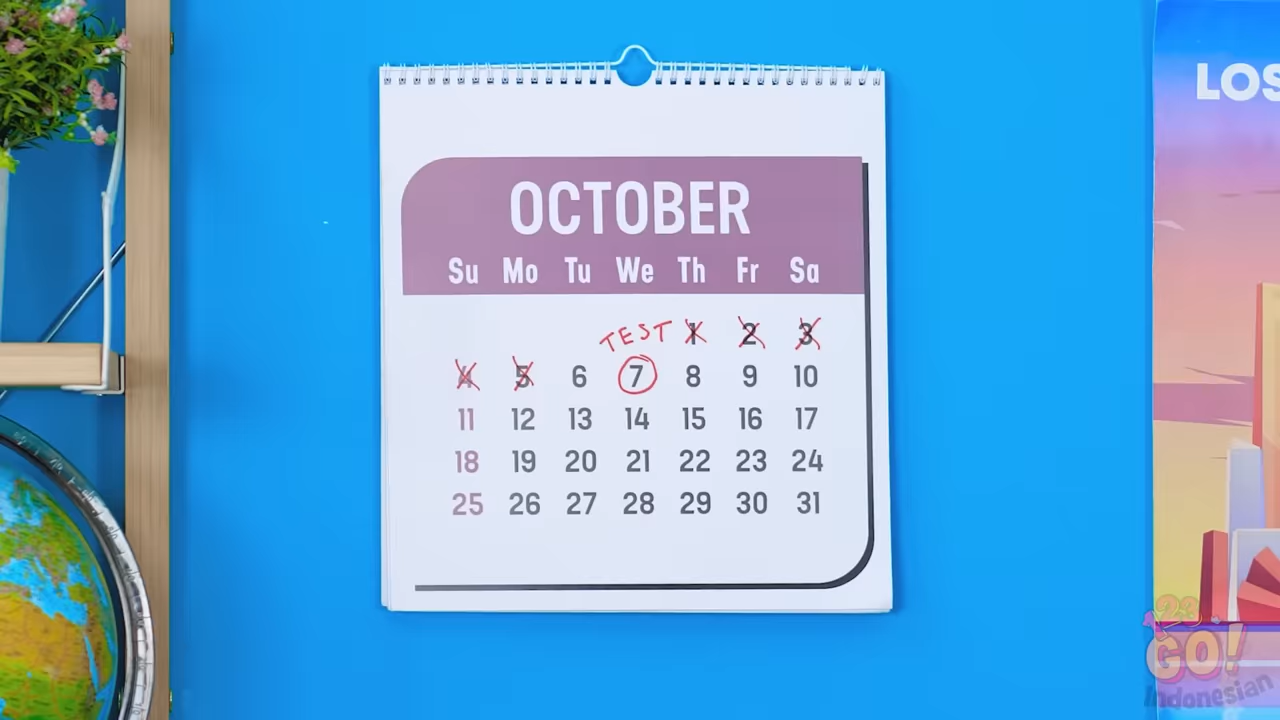 OCTOBER
Su Mo Tu We Th Fr Sa
TEST 1 2 3
4 5 6 7 8 9 10
11 12 13 14 15 16 17
18 19 20 21 22 23 24
25 26 27 28 29 30 31
LOS
123
GO!
Indonesian